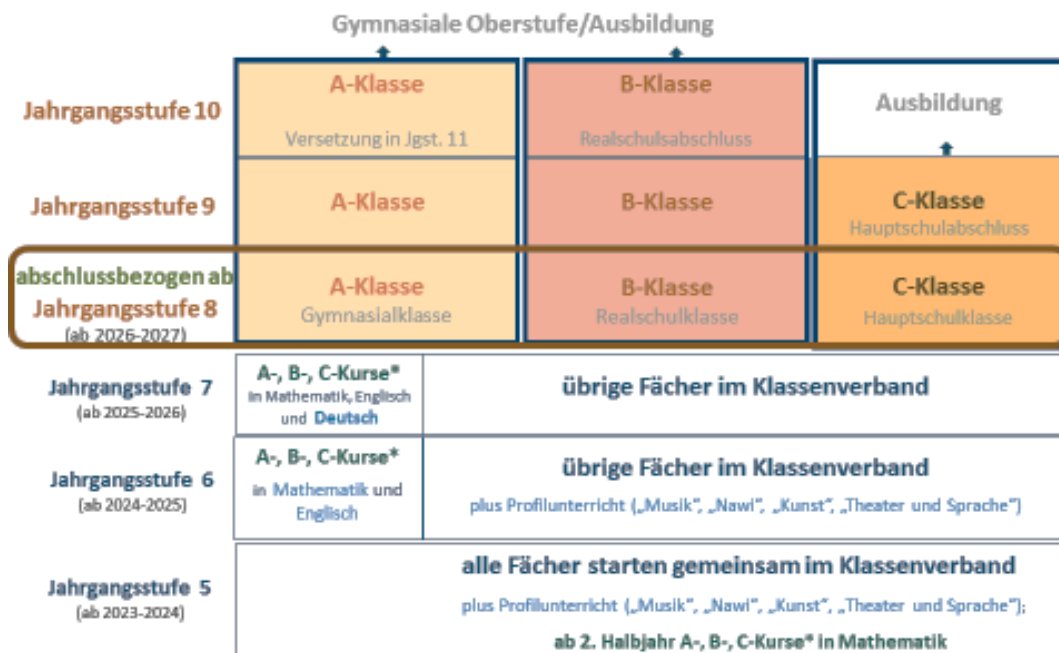 Gymnasiale Oberstufe/Ausbildung
Jahrgangsstufe 10
A-Klasse
Versetzung in Jgst. 11
B-Klasse
Realschulsabschluss
Ausbildung
Jahrgangsstufe 9
A-Klasse
B-Klasse
C-Klasse
Hauptschulabschluss
abschlussbezogen ab
Jahrgangsstufe 8
(ab 2026-2027)
A-Klasse
Gymnasialklasse
B-Klasse
Realschulklasse
C-Klasse
Hauptschulklasse
Jahrgangsstufe 7
(ab 2025-2026)
A-, B-, C-Kurse*
in Mathematik, Englisch
und Deutsch
übrige Fächer im Klassenverband
Jahrgangsstufe 6
(ab 2024-2025)
A-, B-, C-Kurse*
in Mathematik und
Englisch
übrige Fächer im Klassenverband
plus Profilunterricht („Musik“, „Nawi“, „Kunst“, „Theater und Sprache“)
Jahrgangsstufe 5
(ab 2023-2024)
alle Fächer starten gemeinsam im Klassenverband
plus Profilunterricht („Musik“, „Nawi“, „Kunst“, „Theater und Sprache“);
ab 2. Halbjahr A-, B-, C-Kurse* in Mathematik